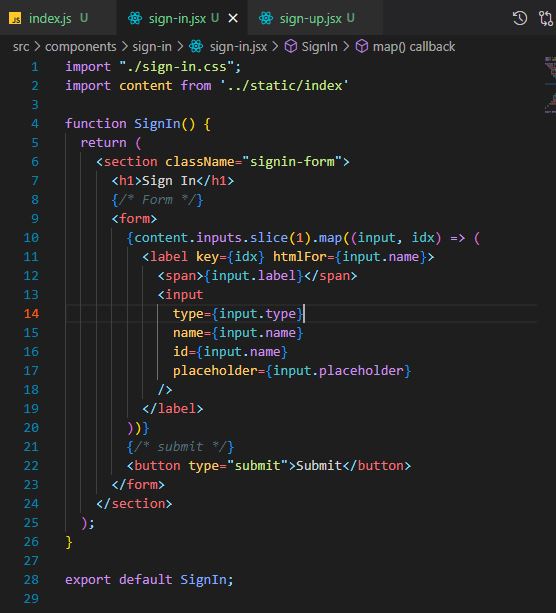 JS index.js U sign-in.jsx U × sign-up.jsx U
src > components > sign-in > sign-in.jsx > SignIn > map() callback
1 import "./sign-in.css";
2 import content from '../static/index'
3
4 function SignIn() {
5   return (
6     <section className="signin-form">
7       <h1>Sign In</h1>
8       {/* Form */}
9       <form>
10         {content.inputs.slice(1).map((input, idx) => (
11           <label key={idx} htmlFor={input.name}>
12             <span>{input.label}</span>
13             <input
14               type={input.type}
15               name={input.name}
16               id={input.name}
17               placeholder={input.placeholder}
18             />
19           </label>
20         ))}
21         {/* submit */}
22         <button type="submit">Submit</button>
23       </form>
24     </section>
25   );
26 }
27
28 export default SignIn;
29